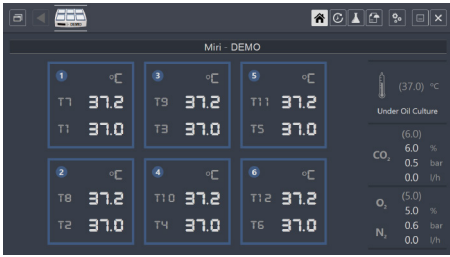 DEMO
Miri - DEMO
1 °C
T7 37.2
T1 37.0
3 °C
T9 37.2
T3 37.0
5 °C
T11 37.2
T5 37.0
2 °C
T8 37.2
T2 37.0
4 °C
T10 37.2
T4 37.0
6 °C
T12 37.2
T6 37.0
(37.0) °C
Under Oil Culture
(6.0)
CO₂ 6.0 %
0.5 bar
0.0 l/h
O₂ (5.0)
5.0 %
N₂ 0.6 bar
0.0 l/h